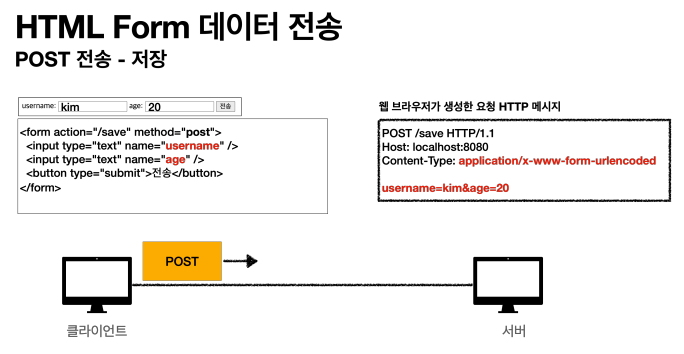 HTML Form 데이터 전송
POST 전송 - 저장
username: kim age: 20 전송
<form action="/save" method="post">
<input type="text" name="username" />
<input type="text" name="age" />
<button type="submit">전송</button>
</form>
웹 브라우저가 생성한 요청 HTTP 메시지
POST /save HTTP/1.1
Host: localhost:8080
Content-Type: application/x-www-form-urlencoded
username=kim&age=20
POST
클라이언트
서버